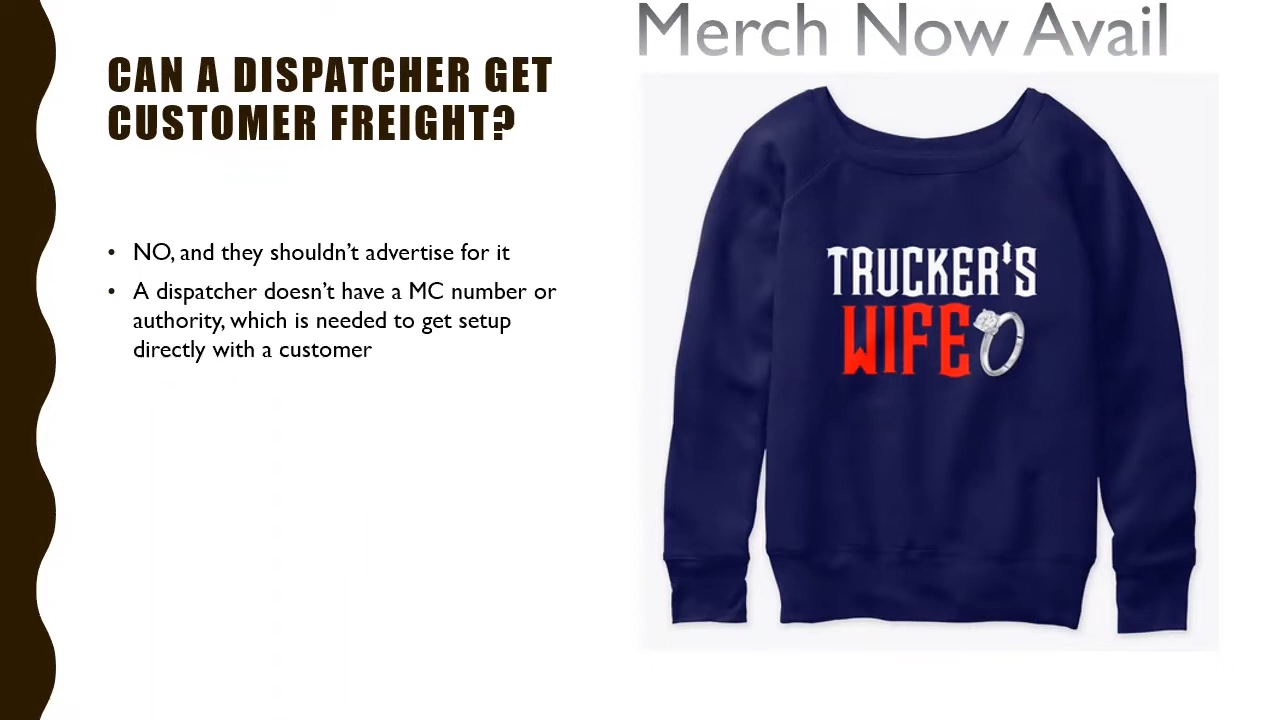 CAN A DISPATCHER GET
CUSTOMER FREIGHT?
• NO, and they shouldn't advertise for it
• A dispatcher doesn't have a MC number or
authority, which is needed to get setup
directly with a customer
Merch Now Avail
TRUCKER'S
WIFE